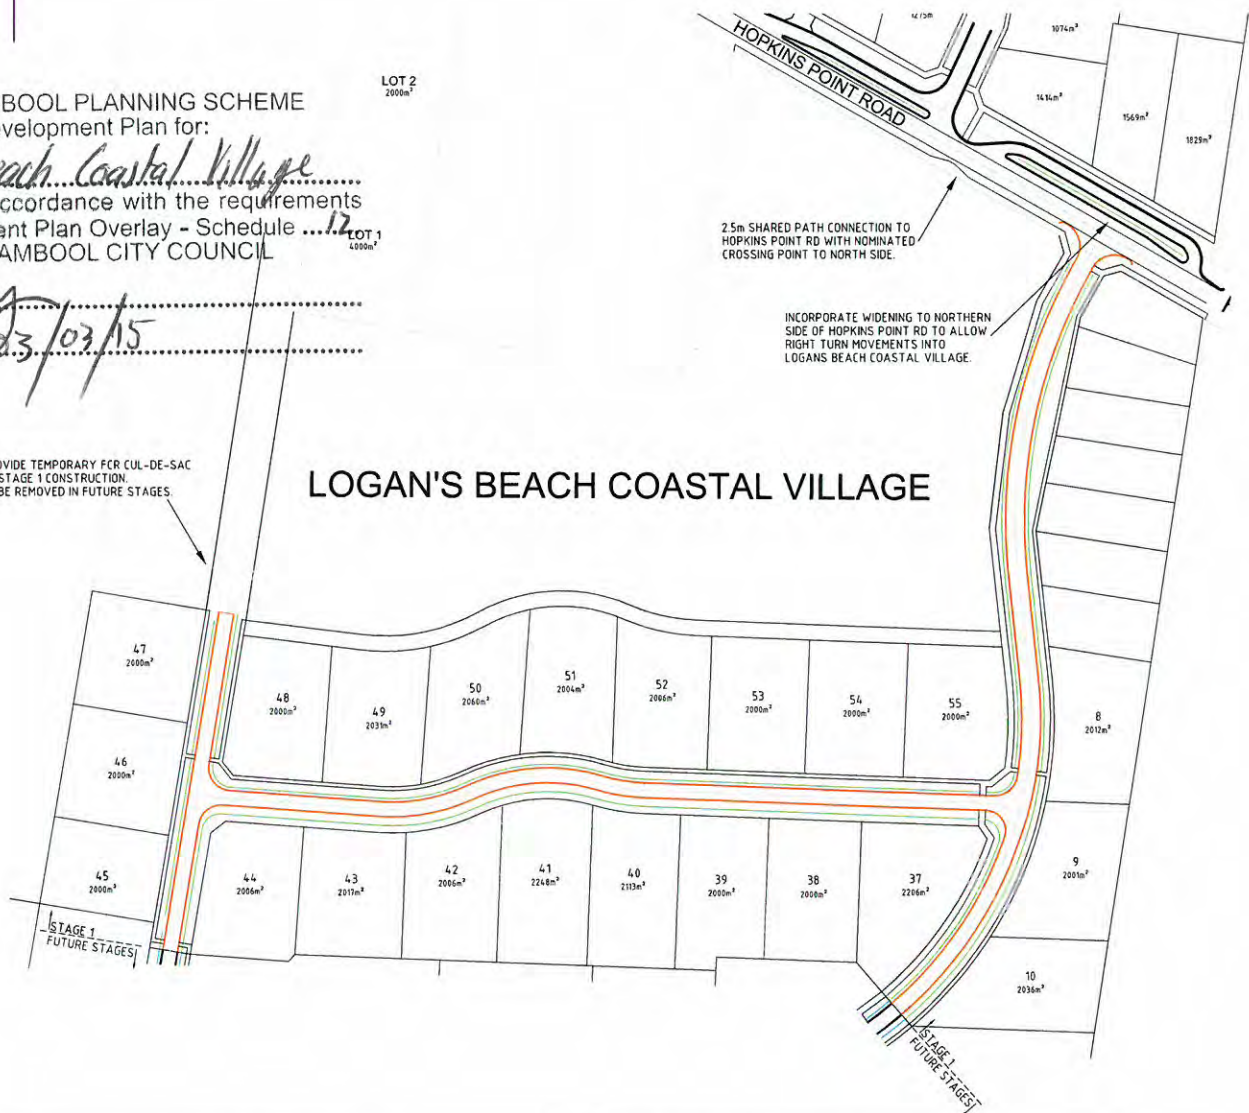 BOOL PLANNING SCHEME
velopment Plan for:
each Coastal Village
ccordance with the requirements
ent Plan Overlay - Schedule ....12
AMBOOL CITY COUNCIL
23/03/15
LOT 2
2000m²
LOT 1
4000m²
HOPKINS POINT ROAD
1275m
1074m²
1414m²
1569m²
1829m²
2.5m SHARED PATH CONNECTION TO
HOPKINS POINT RD WITH NOMINATED
CROSSING POINT TO NORTH SIDE.
INCORPORATE WIDENING TO NORTHERN
SIDE OF HOPKINS POINT RD TO ALLOW
RIGHT TURN MOVEMENTS INTO
LOGANS BEACH COASTAL VILLAGE.
OVIDE TEMPORARY FCR CUL-DE-SAC
STAGE 1 CONSTRUCTION.
BE REMOVED IN FUTURE STAGES.
LOGAN'S BEACH COASTAL VILLAGE
47
2000m²
46
2000m²
45
2000m²
48
2000m²
49
2031m²
50
2060m²
51
2004m²
52
2006m²
53
2000m²
54
2000m²
55
2000m²
8
2012m²
44
2006m²
43
2017m²
42
2006m²
41
2248m²
40
2113m²
39
2000m²
38
2000m²
37
2206m²
9
2001m²
10
2036m²
STAGE 1
FUTURE STAGES
STAGE 1
FUTURE STAGES